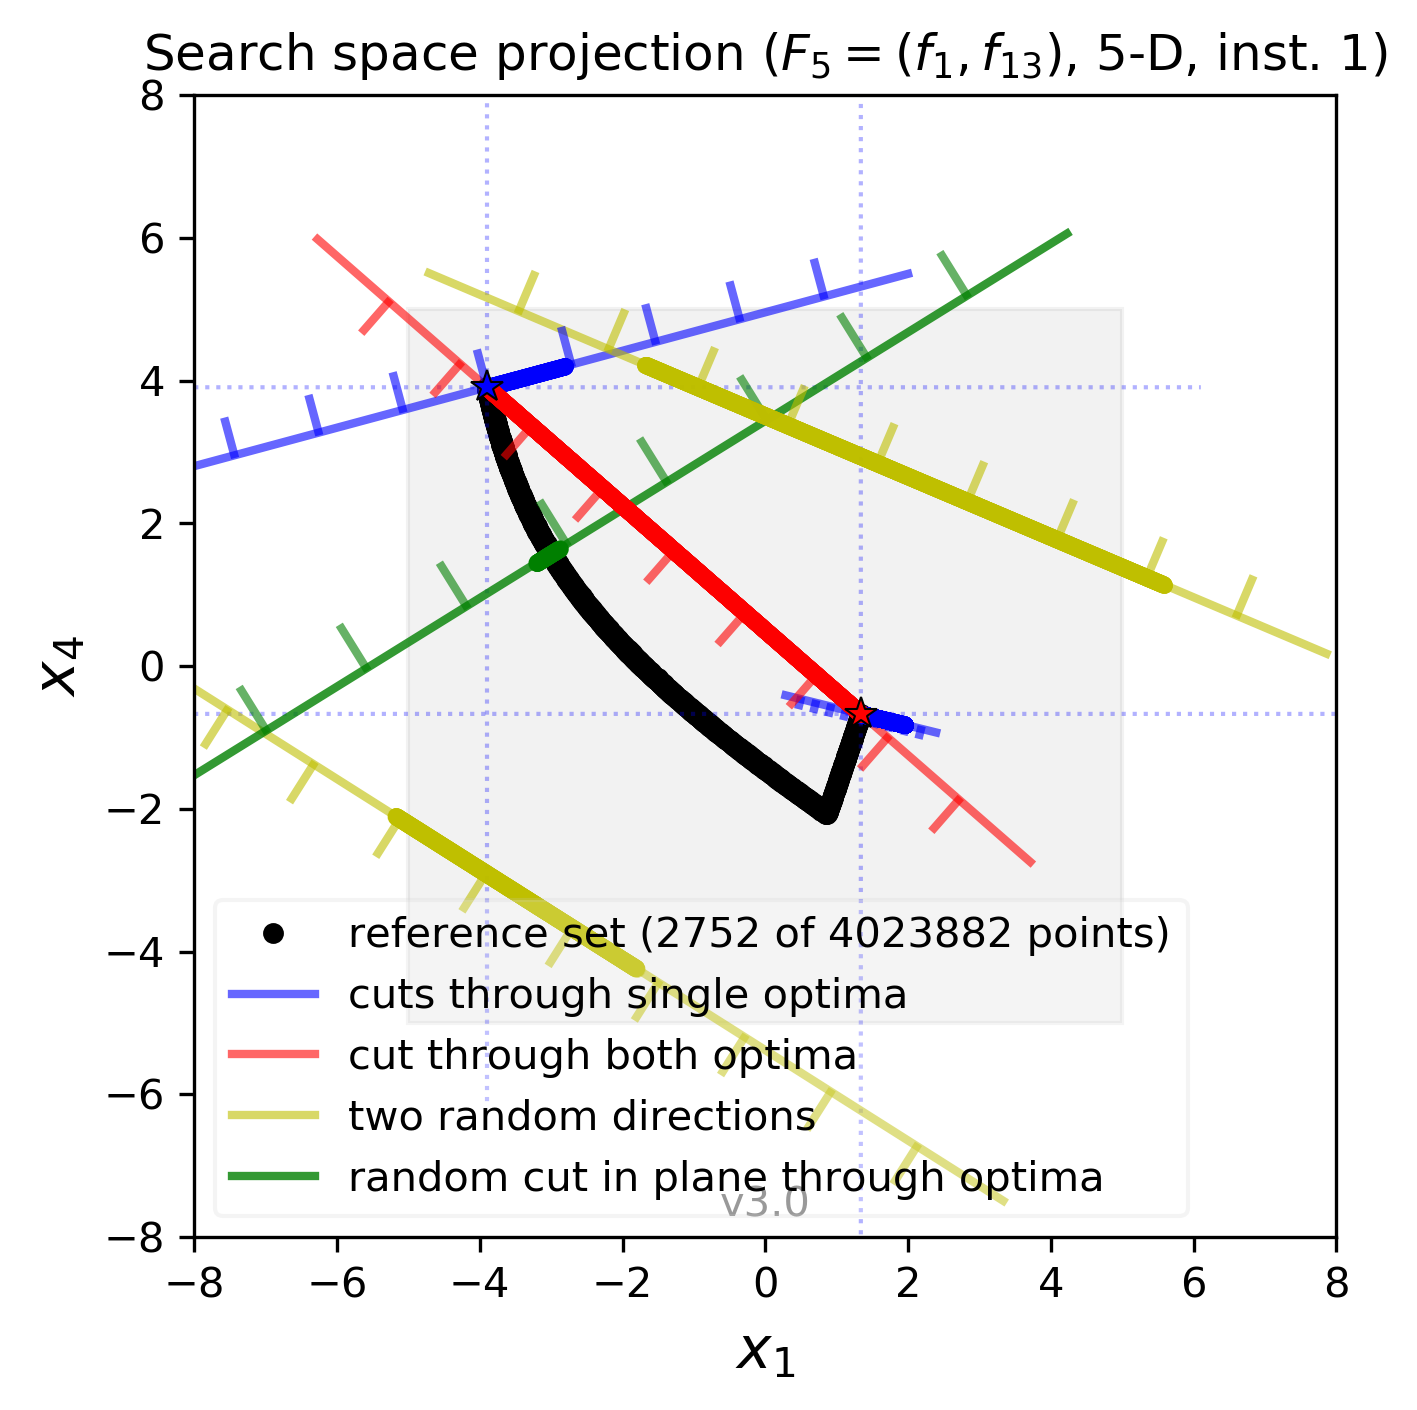 Search space projection (F₅ = (f₁, f₁₃), 5-D, inst. 1)
8
6
4
2
0
−2
−4
−6
−8
x₄
reference set (2752 of 4023882 points)
cuts through single optima
cut through both optima
two random directions
random cut in plane through optima
v3.0
−8 −6 −4 −2 0 2 4 6 8
x₁